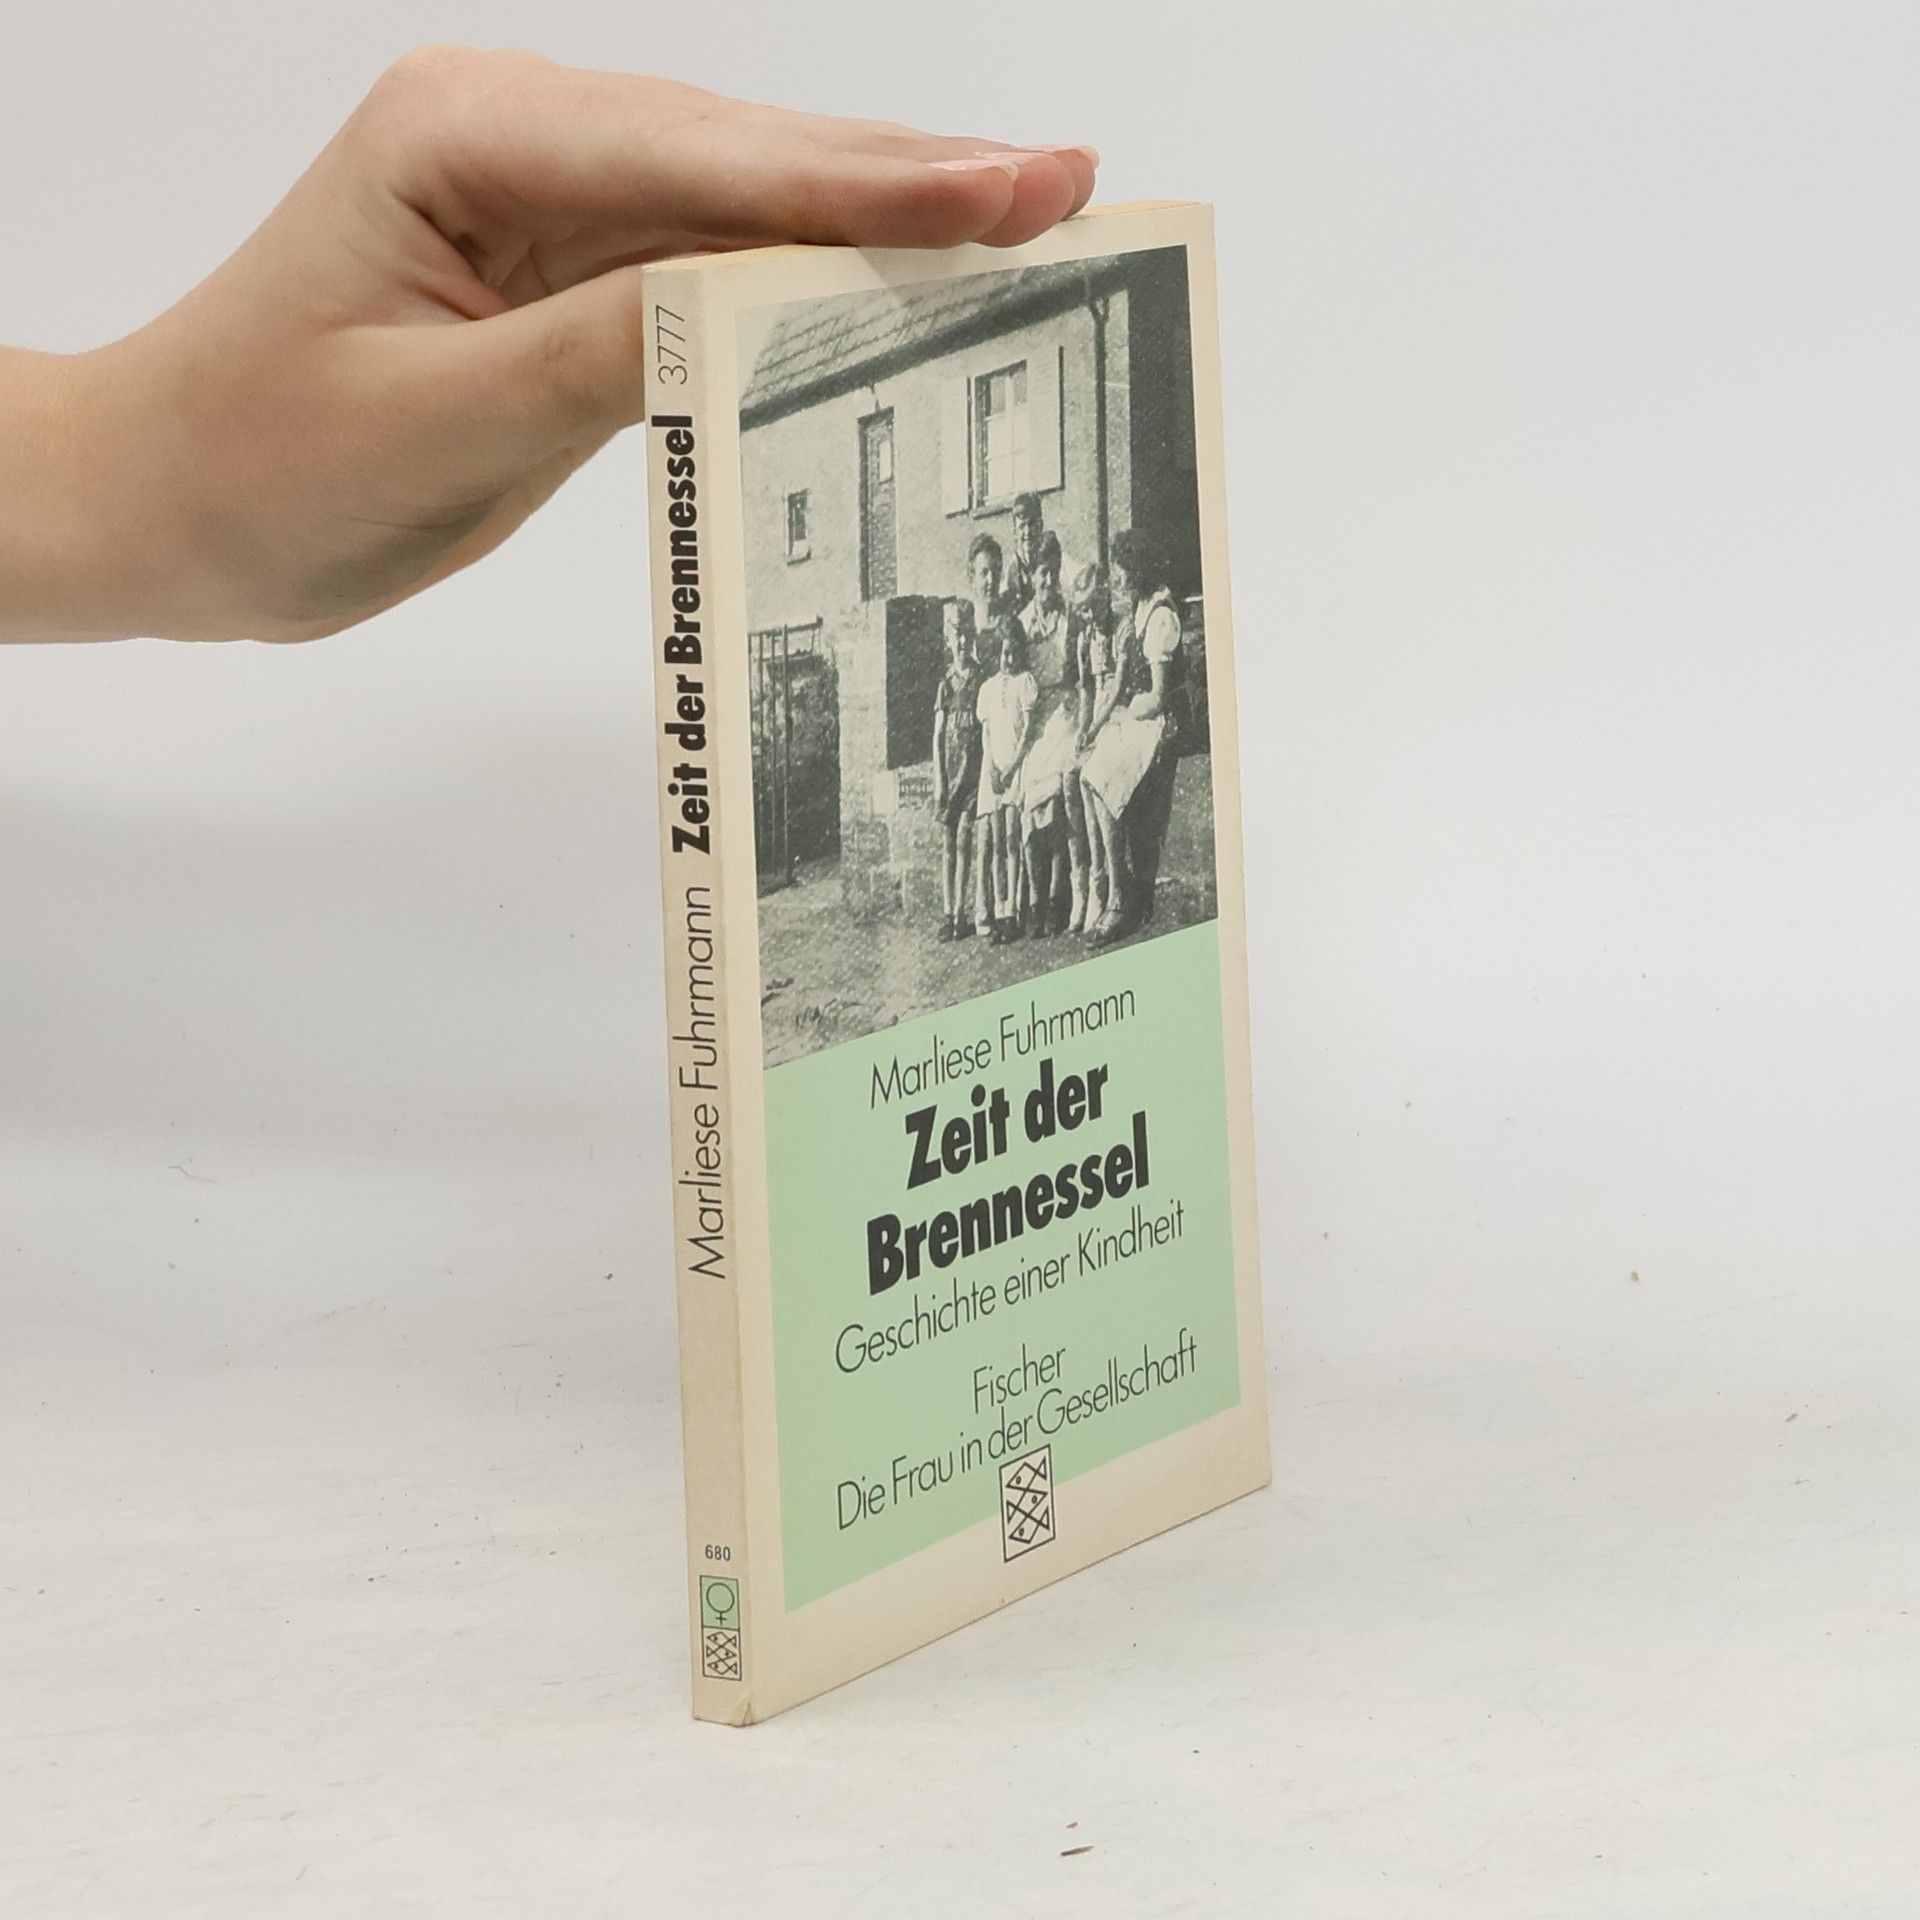 3777
Marliese Fuhrmann Zeit der Brennessel
680
Marliese Fuhrmann
Zeit der
Brennessel
Geschichte einer Kindheit
Fischer
Die Frau in der Gesellschaft